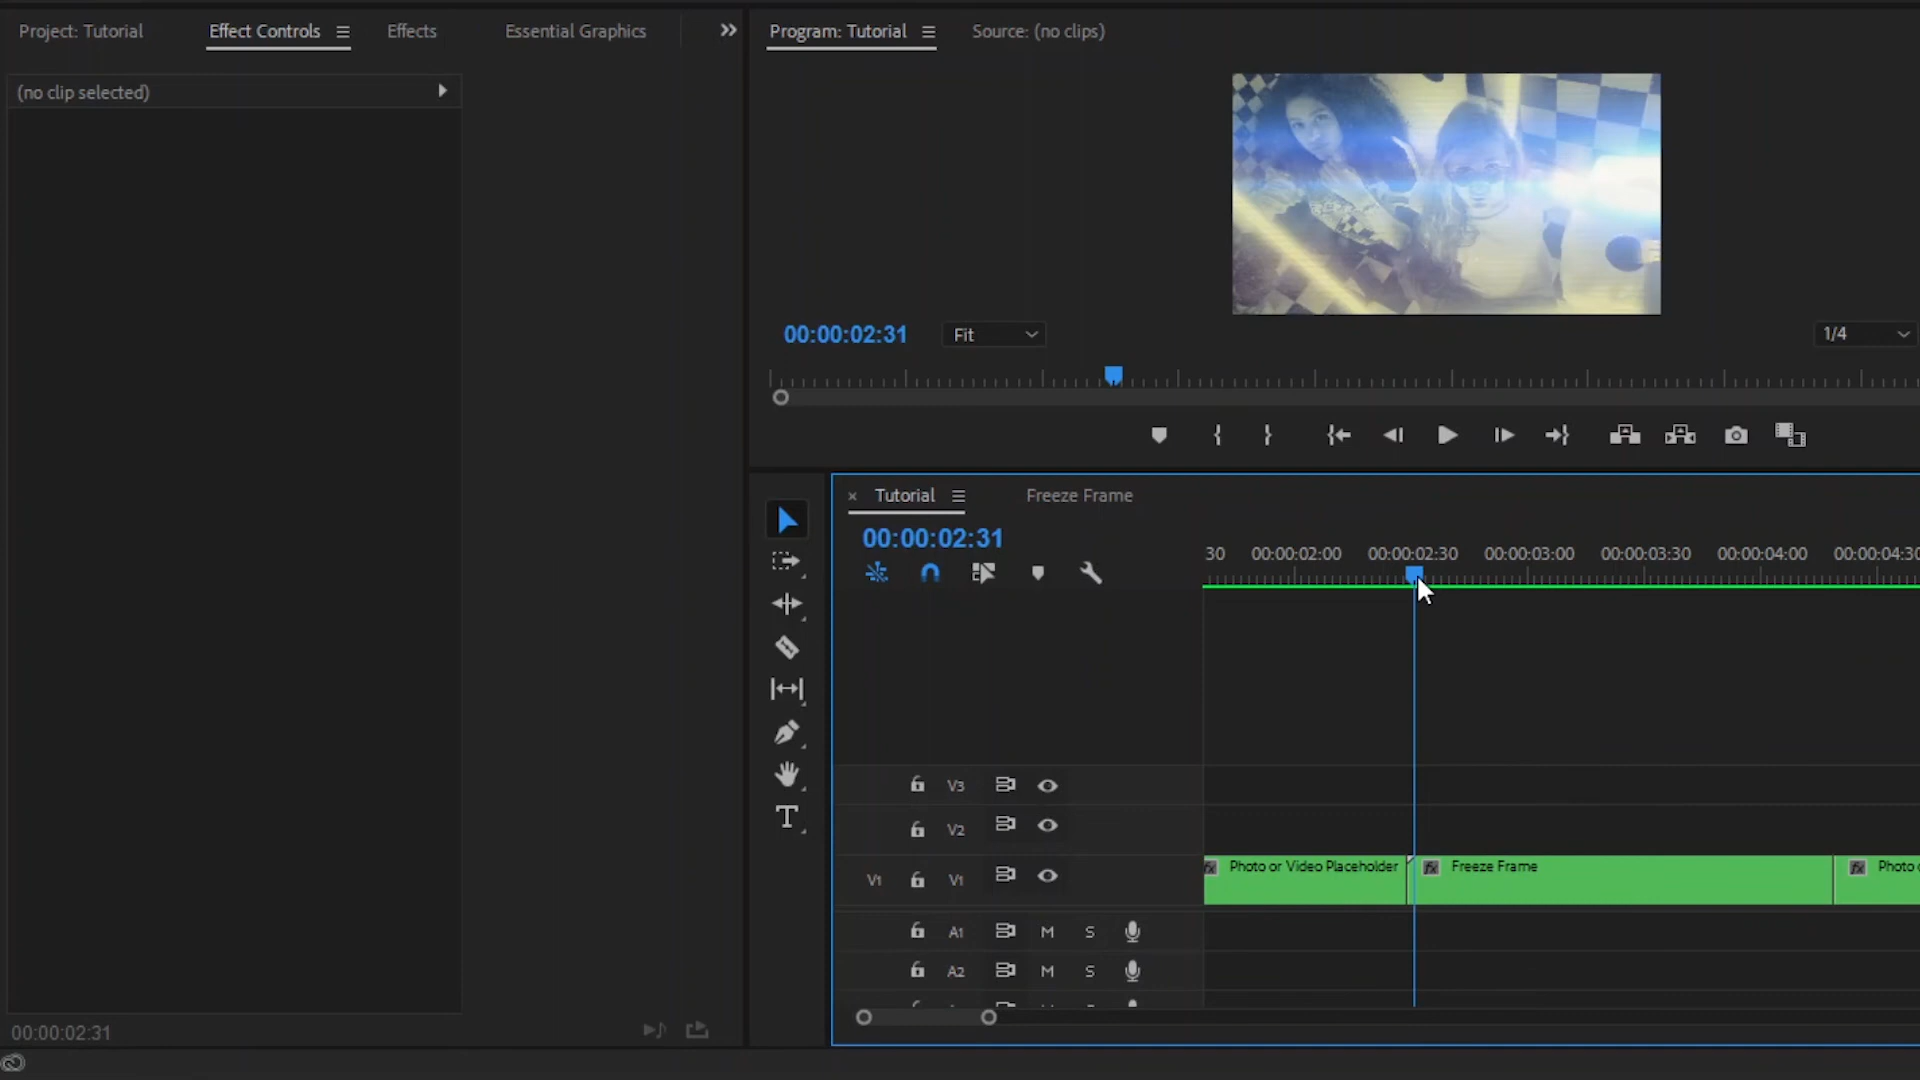 Project: Tutorial
Effect Controls
Effects
Essential Graphics
Program: Tutorial
Source: (no clips)
(no clip selected)
00:00:02:31
Fit
1/4
Tutorial
Freeze Frame
00:00:02:31
30
00:00:02:00
00:00:02:30
00:00:03:00
00:00:03:30
00:00:04:00
00:00:04:30
V3
V2
Photo or Video Placeholder
fx
Freeze Frame
fx
Photo
V1
V1
A1
M
S
A2
M
S
00:00:02:31